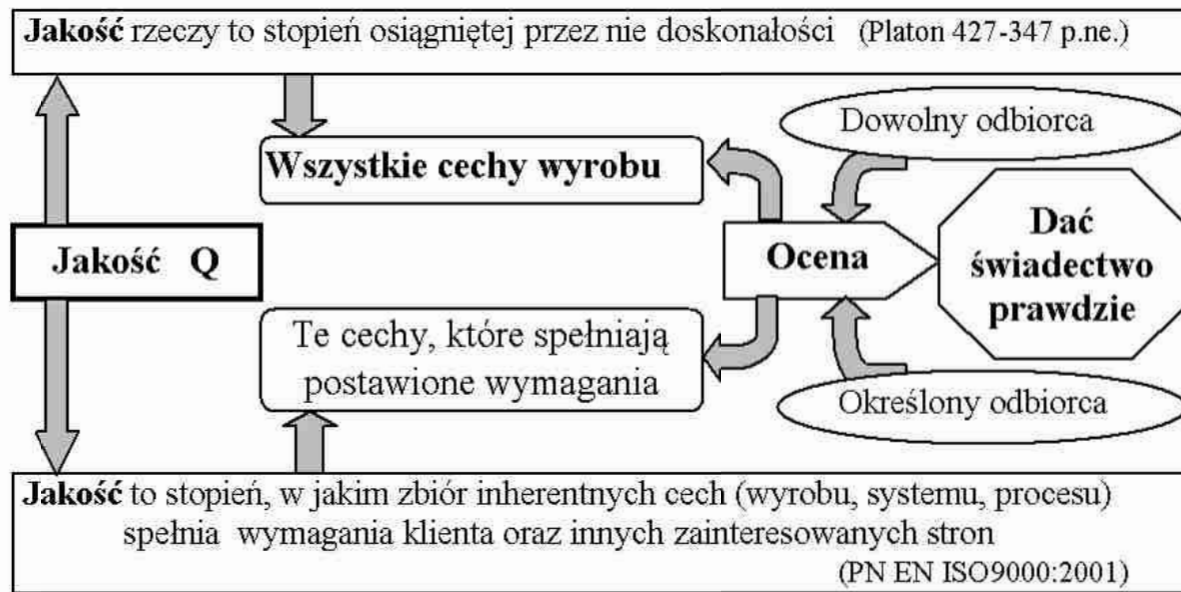 Jakość rzeczy to stopień osiągniętej przez nie doskonałości (Platon 427-347 p.ne.)
Dowolny odbiorca
Wszystkie cechy wyrobu
Jakość Q
Ocena
Dać
świadectwo
prawdzie
Te cechy, które spełniają
postawione wymagania
Określony odbiorca
Jakość to stopień, w jakim zbiór inherentnych cech (wyrobu, systemu, procesu)
spełnia wymagania klienta oraz innych zainteresowanych stron
(PN EN ISO9000:2001)